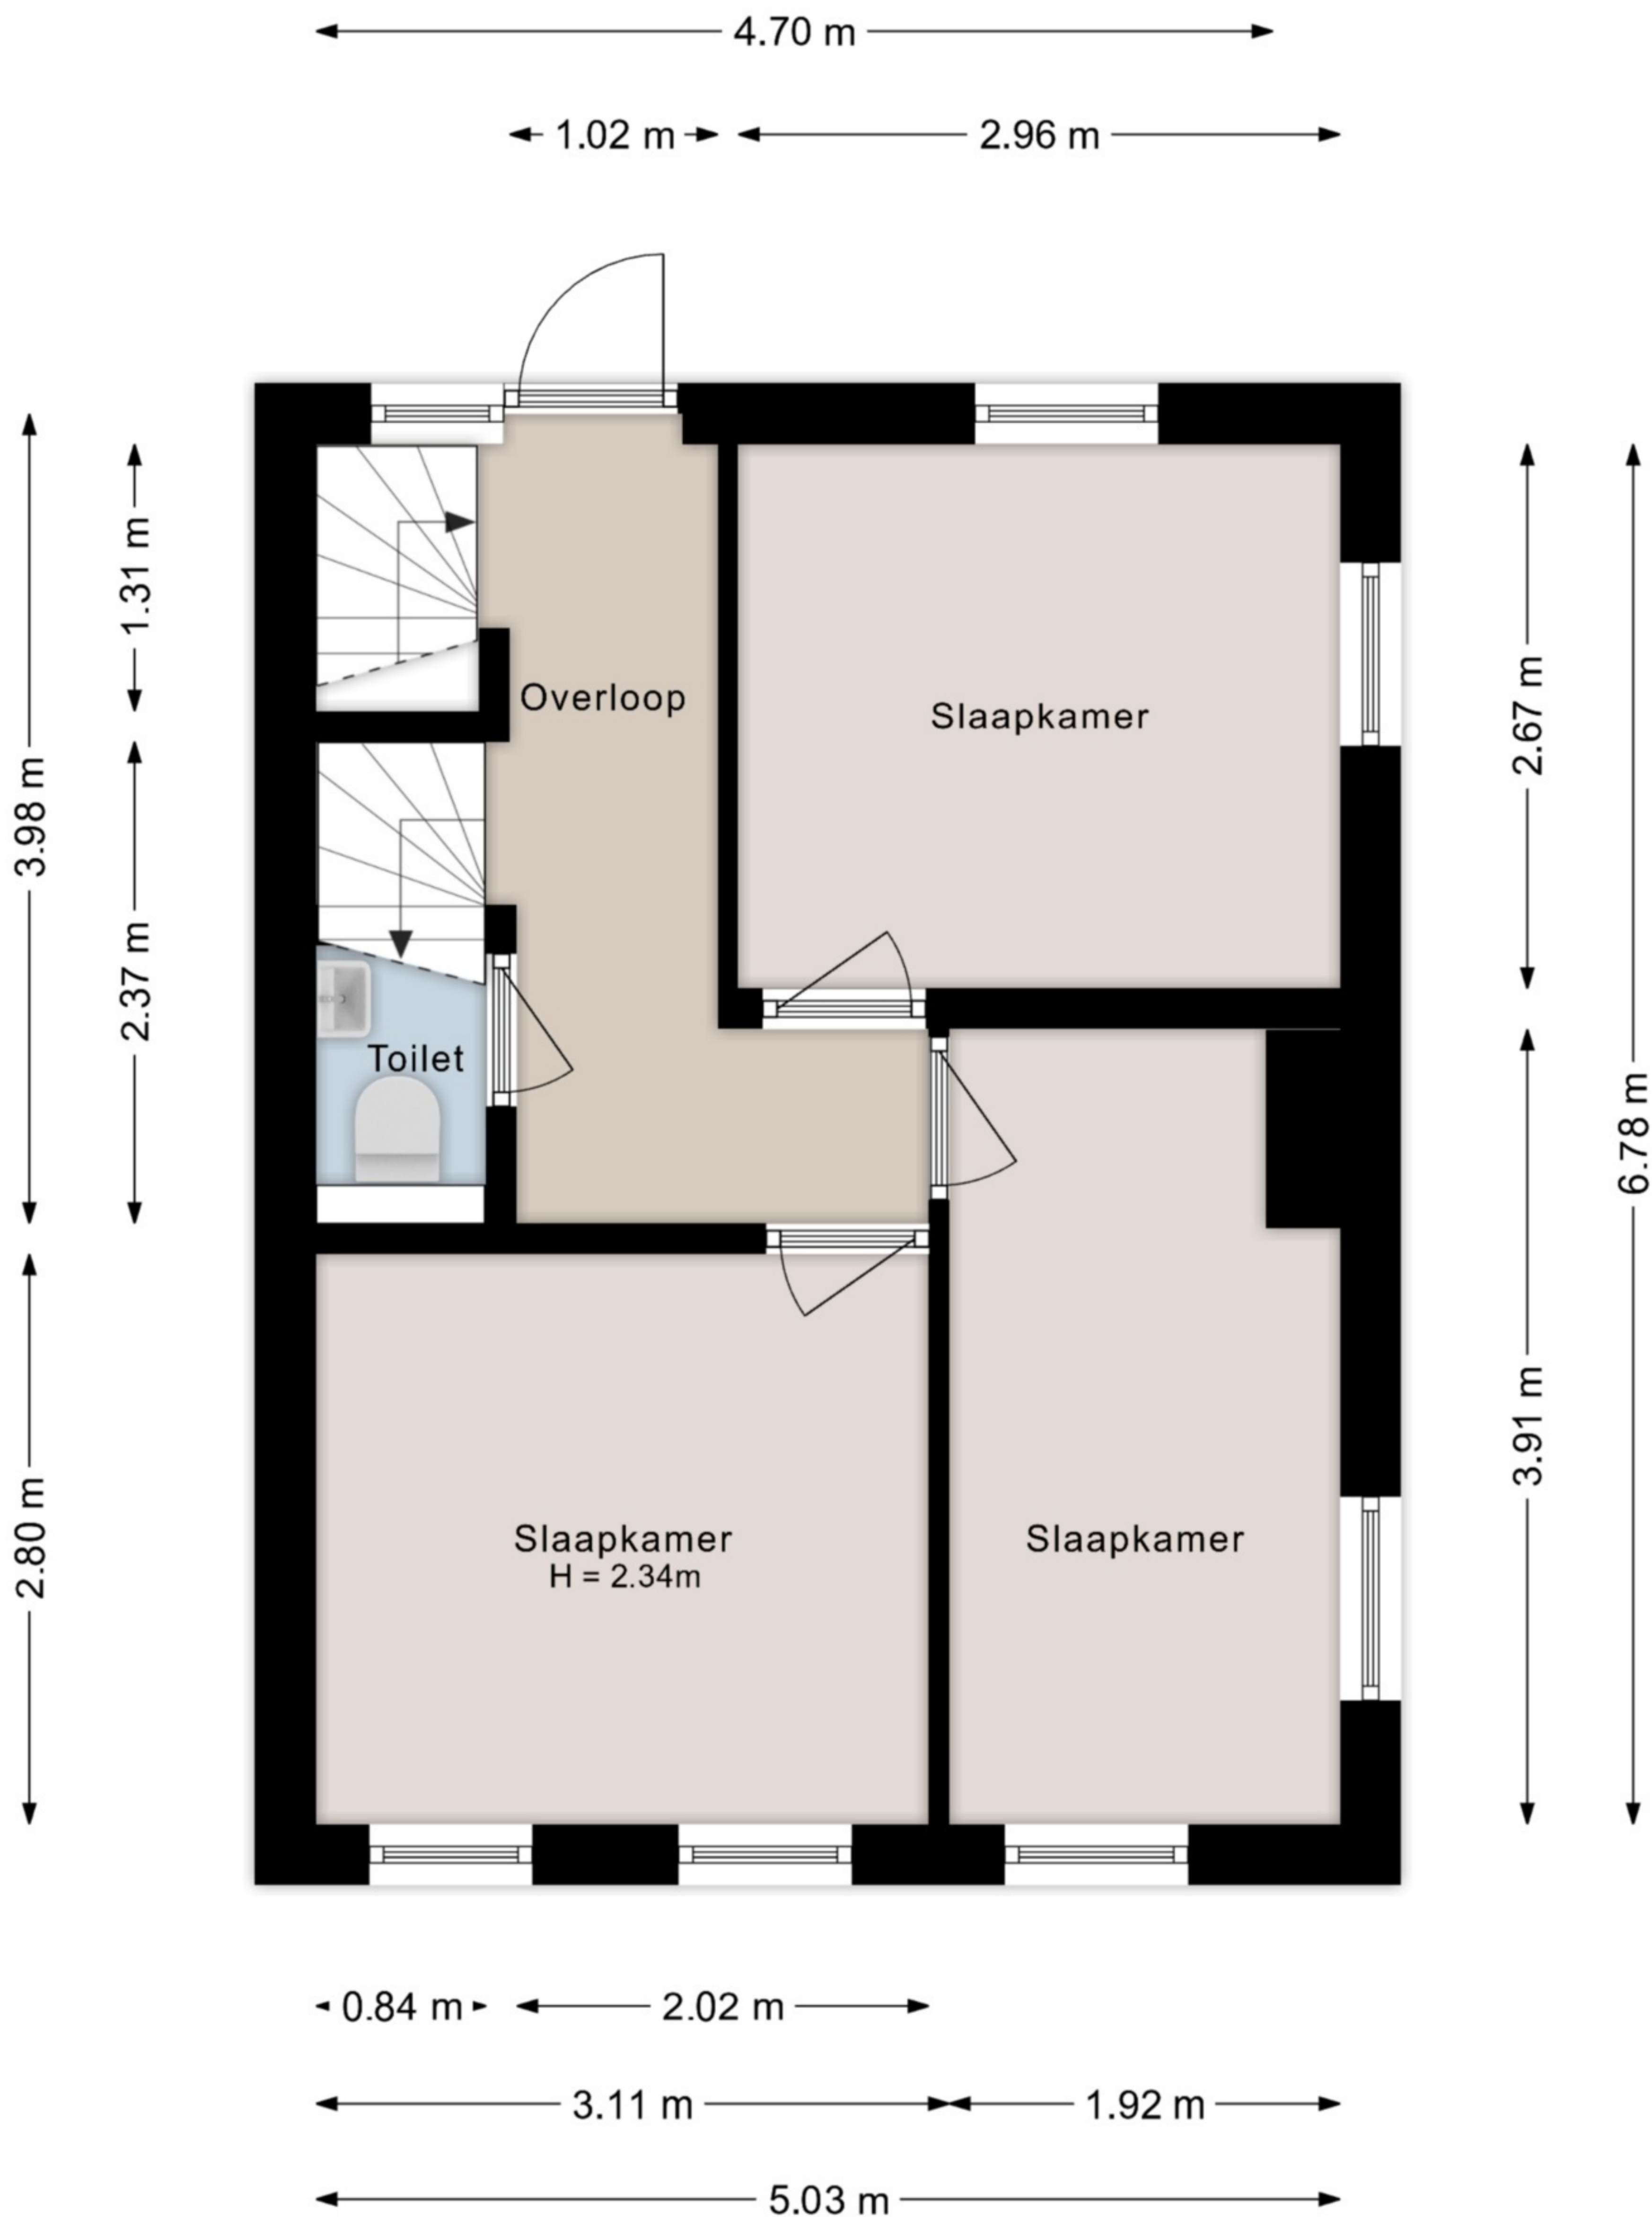 4.70 m
1.02 m
2.96 m
3.98 m
1.31 m
2.37 m
2.80 m
Overloop
Slaapkamer
Toilet
Slaapkamer
H = 2.34m
Slaapkamer
2.67 m
6.78 m
3.91 m
0.84 m
2.02 m
3.11 m
1.92 m
5.03 m